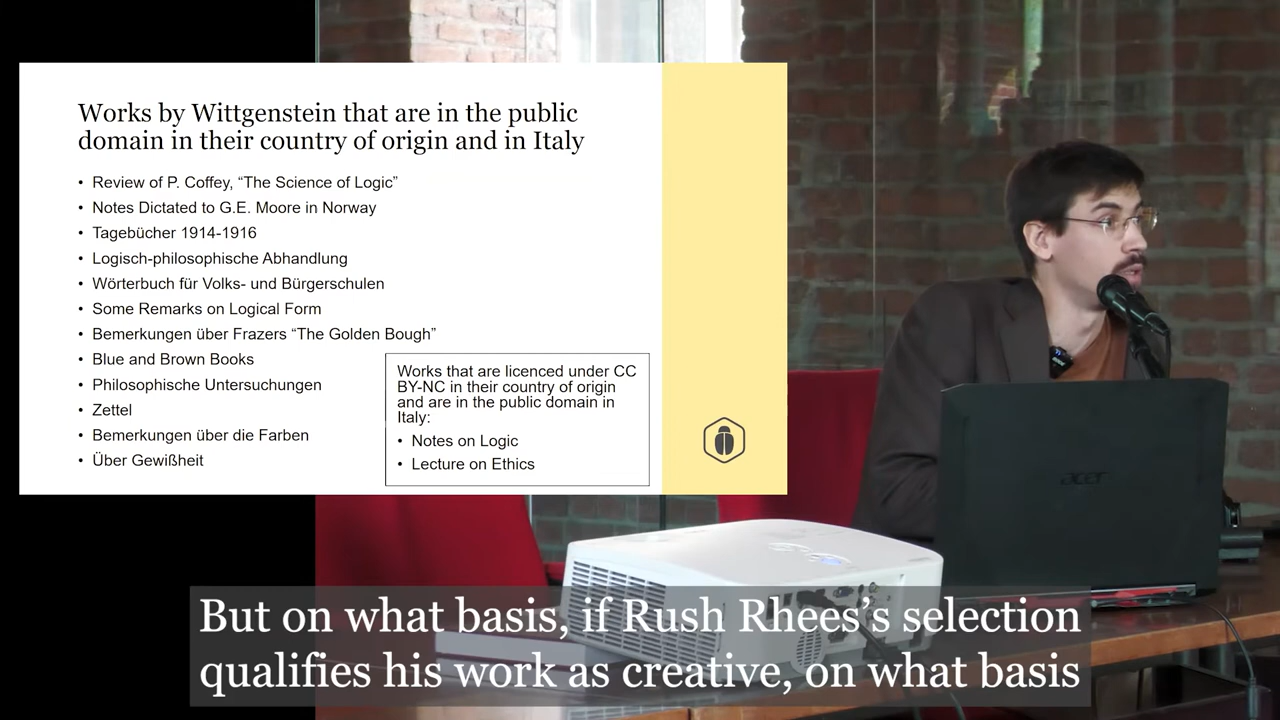 Works by Wittgenstein that are in the public
domain in their country of origin and in Italy
• Review of P. Coffey, “The Science of Logic”
• Notes Dictated to G.E. Moore in Norway
• Tagebücher 1914-1916
• Logisch-philosophische Abhandlung
• Wörterbuch für Volks- und Bürgerschulen
• Some Remarks on Logical Form
• Bemerkungen über Frazers “The Golden Bough”
• Blue and Brown Books
• Philosophische Untersuchungen
• Zettel
• Bemerkungen über die Farben
• Über Gewißheit
Works that are licenced under CC
BY-NC in their country of origin
and are in the public domain in
Italy:
• Notes on Logic
• Lecture on Ethics
acer
But on what basis, if Rush Rhees’s selection
qualifies his work as creative, on what basis